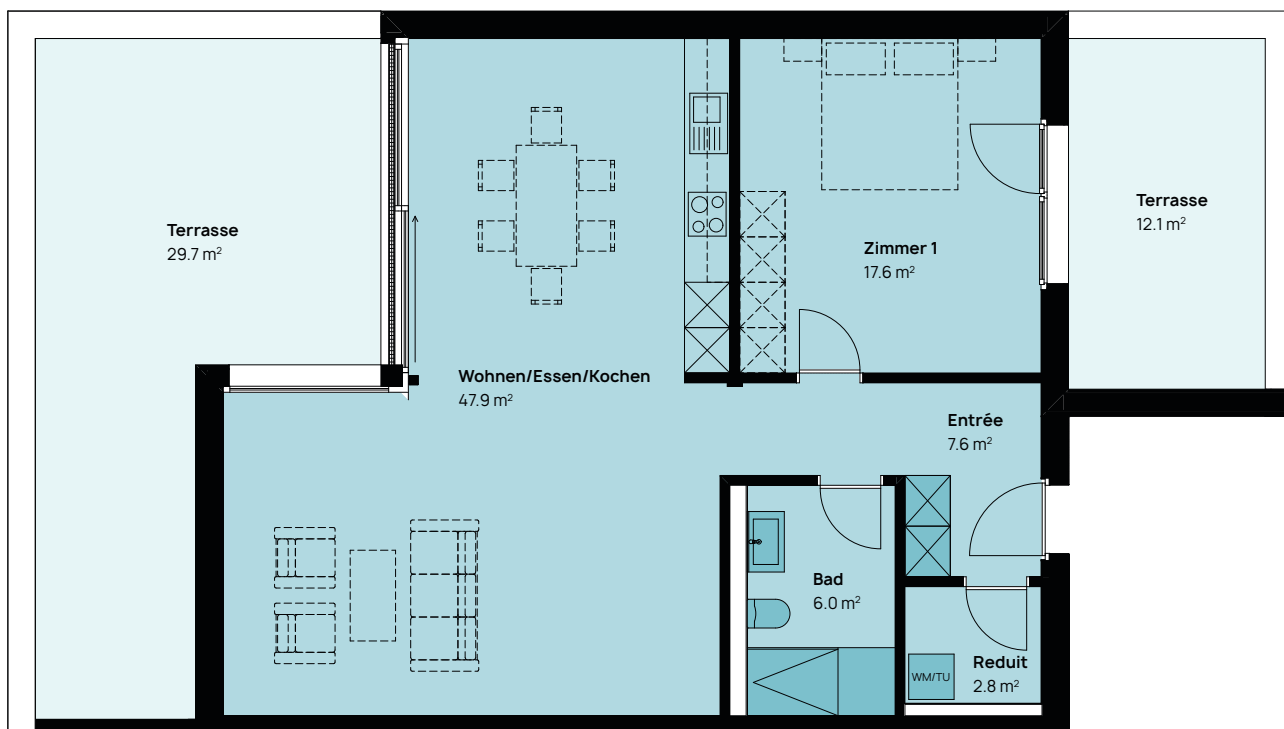 Terrasse
29.7 m²
Wohnen/Essen/Kochen
47.9 m²
Zimmer 1
17.6 m²
Terrasse
12.1 m²
Entrée
7.6 m²
Bad
6.0 m²
Reduit
2.8 m²
WM/TU